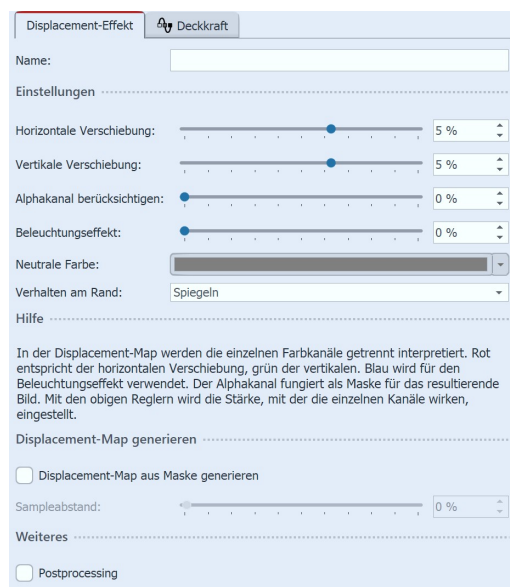 Displacement-Effekt Deckkraft
Name:
Einstellungen
Horizontale Verschiebung: 5 %
Vertikale Verschiebung: 5 %
Alphakanal berücksichtigen: 0 %
Beleuchtungseffekt: 0 %
Neutrale Farbe:
Verhalten am Rand: Spiegeln
Hilfe
In der Displacement-Map werden die einzelnen Farbkanäle getrennt interpretiert. Rot
entspricht der horizontalen Verschiebung, grün der vertikalen. Blau wird für den
Beleuchtungseffekt verwendet. Der Alphakanal fungiert als Maske für das resultierende
Bild. Mit den obigen Reglern wird die Stärke, mit der die einzelnen Kanäle wirken,
eingestellt.
Displacement-Map generieren
Displacement-Map aus Maske generieren
Sampleabstand: 0 %
Weiteres
Postprocessing